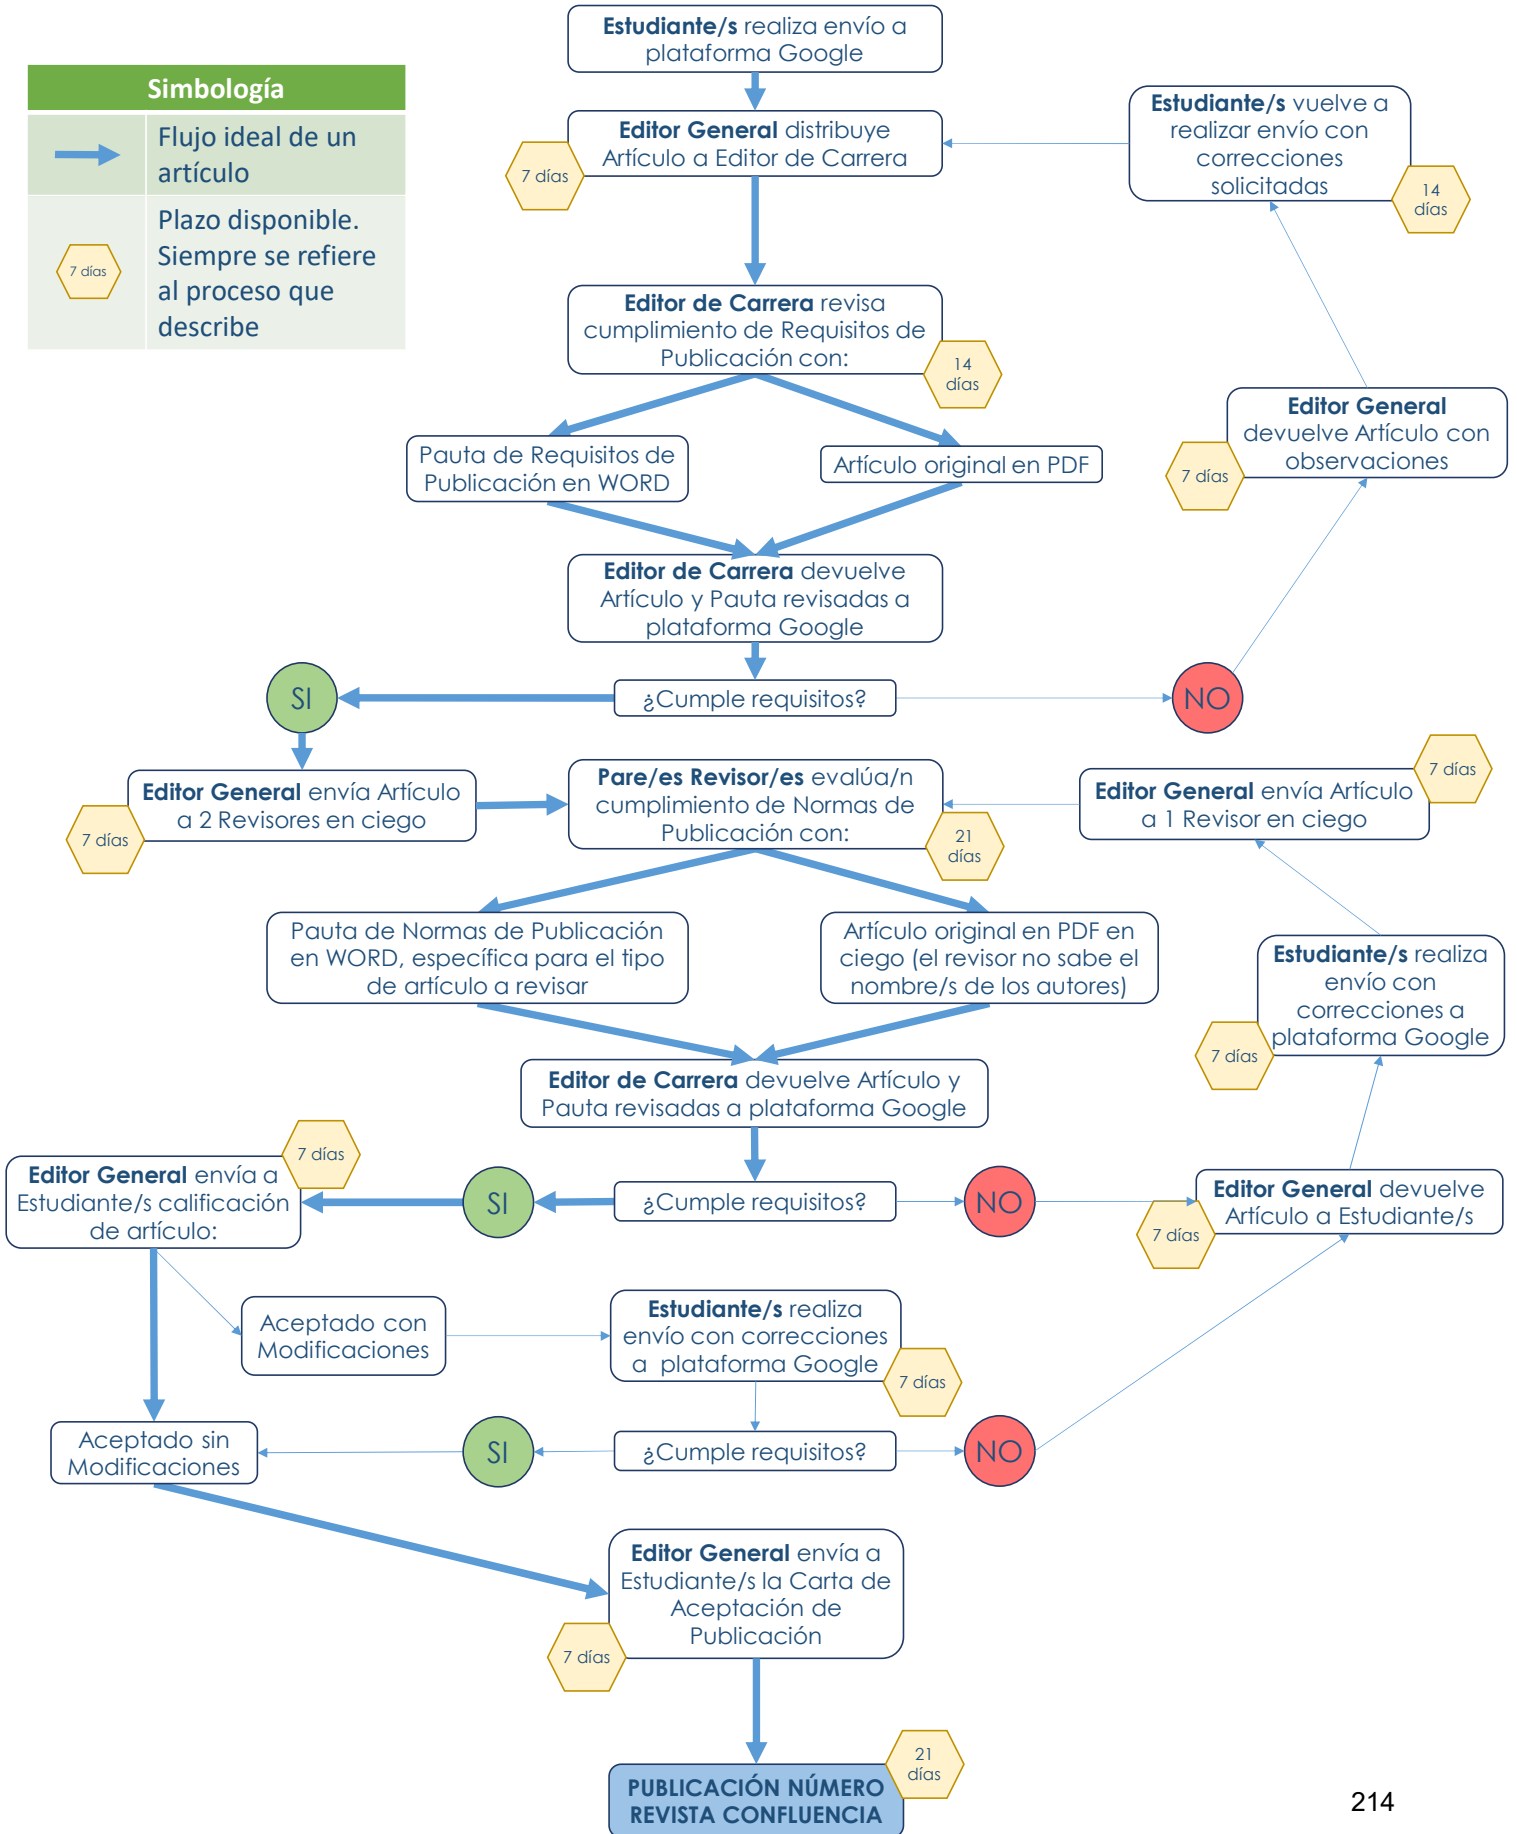 Estudiante/s realiza envío a
plataforma Google
Simbología
Flujo ideal de un
artículo
7 días
Plazo disponible.
Siempre se refiere
al proceso que
describe
Editor General distribuye
Artículo a Editor de Carrera
7 días
Estudiante/s vuelve a
realizar envío con
correcciones
solicitadas
14
días
Editor de Carrera revisa
cumplimiento de Requisitos de
Publicación con:
14
días
Pauta de Requisitos de
Publicación en WORD
Artículo original en PDF
Editor General
devuelve Artículo con
observaciones
7 días
Editor de Carrera devuelve
Artículo y Pauta revisadas a
plataforma Google
SI
¿Cumple requisitos?
NO
Editor General envía Artículo
a 2 Revisores en ciego
7 días
Pare/es Revisor/es evalúa/n
cumplimiento de Normas de
Publicación con:
21
días
Editor General envía Artículo
a 1 Revisor en ciego
7 días
Pauta de Normas de Publicación
en WORD, específica para el tipo
de artículo a revisar
Artículo original en PDF en
ciego (el revisor no sabe el
nombre/s de los autores)
Estudiante/s realiza
envío con
correcciones a
plataforma Google
7 días
Editor de Carrera devuelve Artículo y
Pauta revisadas a plataforma Google
7 días
Editor General envía a
Estudiante/s calificación
de artículo:
SI
¿Cumple requisitos?
NO
Editor General devuelve
Artículo a Estudiante/s
7 días
Aceptado con
Modificaciones
Estudiante/s realiza
envío con correcciones
a plataforma Google
7 días
Aceptado sin
Modificaciones
SI
¿Cumple requisitos?
NO
Editor General envía a
Estudiante/s la Carta de
Aceptación de
Publicación
7 días
21
días
PUBLICACIÓN NÚMERO
REVISTA CONFLUENCIA
214